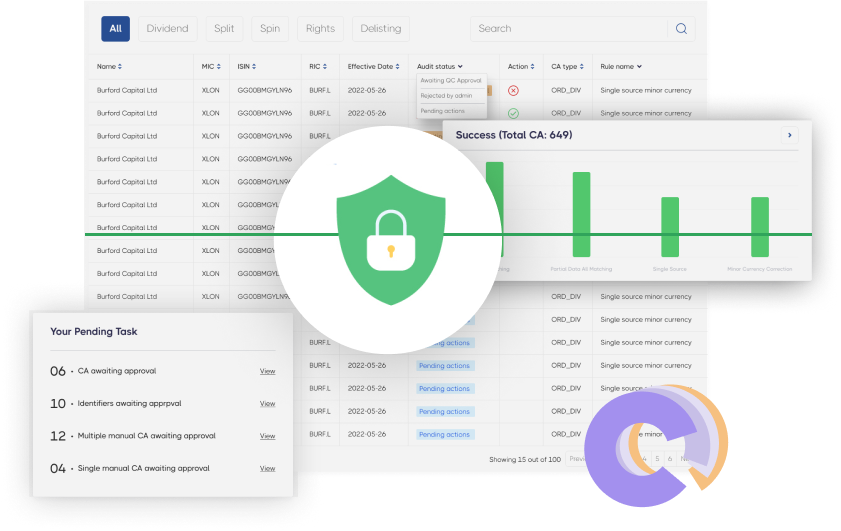 All Dividend Split Spin Rights Delisting Search
Name MIC ISIN RIC Effective Date Audit status Action CA type Rule name
Burford Capital Ltd XLON GG00BMGYLN96 BURF.L 2022-05-26 ORD_DIV Single source minor currency
Awaiting QC Approval
Rejected by admin
Pending actions
Burford Capital Ltd XLON GG00BMGYLN96 BURF.L 2022-05-26 ORD_DIV Single source minor currency
Burford Capital Ltd XLON GG00BMGYLN96 BURF.L
Success (Total CA: 649)
Burford Capital Ltd XLON GG00BMGYLN96
Burford Capital Ltd XLON GG00BMGYLN96
Burford Capital Ltd XLON
Burford Capital Ltd XLON
Burford Capital Ltd XLON
Burford Capital Ltd XLON
Partial Data All Matching Single Source Minor Currency Correction
Burford Capital Ltd XLON ORD_DIV Single source minor currency
ORD_DIV Single source minor currency
BURF.L actions ORD_DIV Single source minor currency
BURF.L 2022-05-26 Pending actions ORD_DIV Single source minor currency
BURF.L 2022-05-26 Pending actions ORD_DIV Single source
BURF.L 2022-05-26 Pending actions ORD_DIV
BURF.L 2022-05-26 Pending actions ORD_DIV minor
Showing 15 out of 100 4 5 6
Your Pending Task
06 • CA awaiting approval View
10 • Identifiers awaiting apprpval View
12 • Multiple manual CA awaiting approval View
04 • Single manual CA awaiting approval View